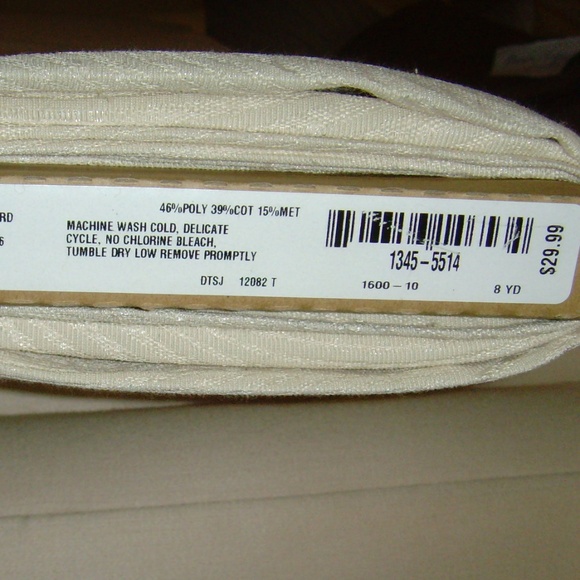 RD
6
46%POLY 39%COT 15%MET
MACHINE WASH COLD, DELICATE
CYCLE, NO CHLORINE BLEACH,
TUMBLE DRY LOW REMOVE PROMPTLY
DTSJ 12082 T
1345-5514
1600-10 8 YD
$29.99